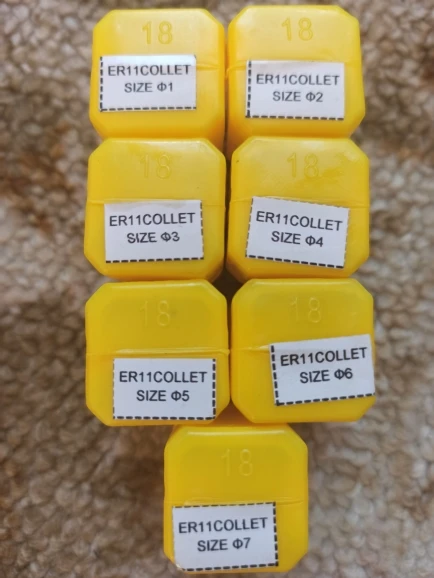 18
ER11COLLET
SIZE Φ1
18
ER11COLLET
SIZE Φ2
18
ER11COLLET
SIZE Φ3
18
ER11COLLET
SIZE Φ4
18
ER11COLLET
SIZE Φ5
18
ER11COLLET
SIZE Φ6
18
ER11COLLET
SIZE Φ7